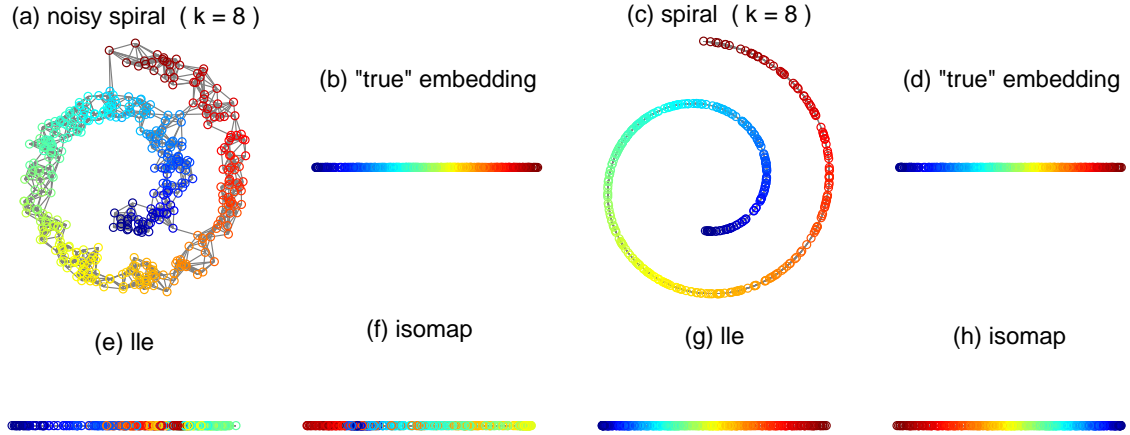 (a) noisy spiral ( k = 8 )
(b) "true" embedding
(c) spiral ( k = 8 )
(d) "true" embedding
(e) lle
(f) isomap
(g) lle
(h) isomap